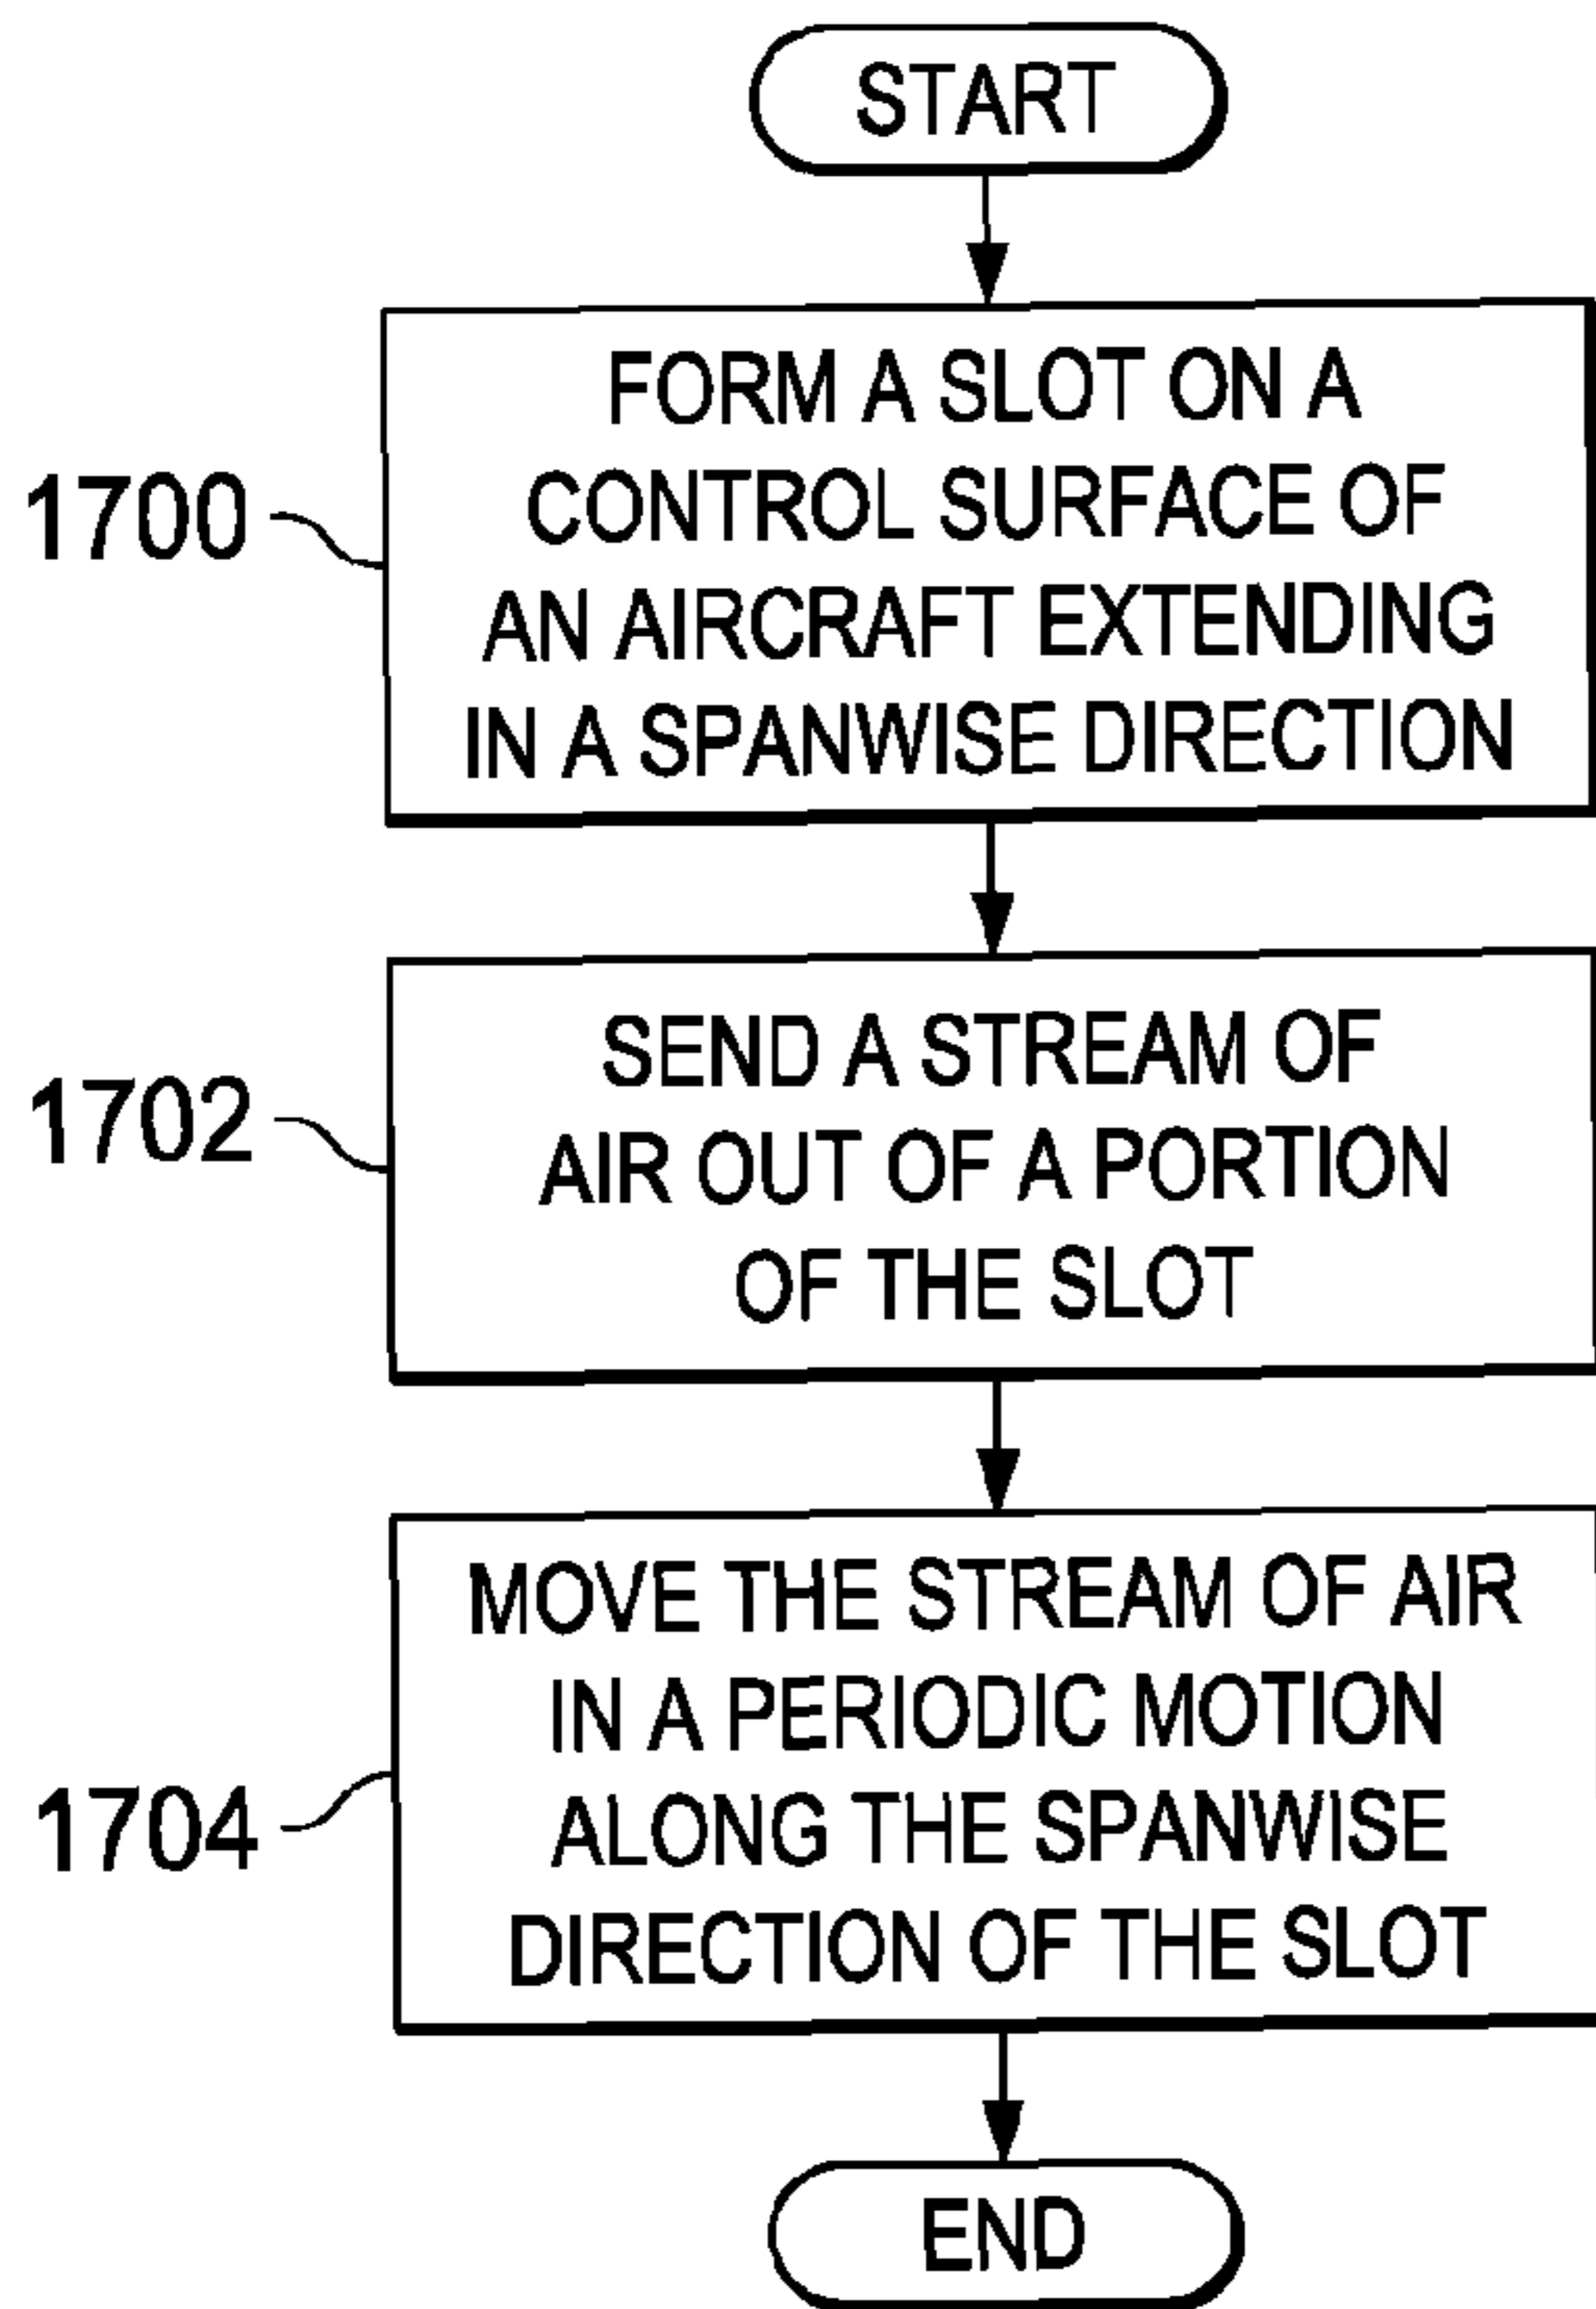 START
FORM A SLOT ON A
CONTROL SURFACE OF
AN AIRCRAFT EXTENDING
IN A SPANWISE DIRECTION
1700
SEND A STREAM OF
AIR OUT OF A PORTION
OF THE SLOT
1702
MOVE THE STREAM OF AIR
IN A PERIODIC MOTION
ALONG THE SPANWISE
DIRECTION OF THE SLOT
1704
END